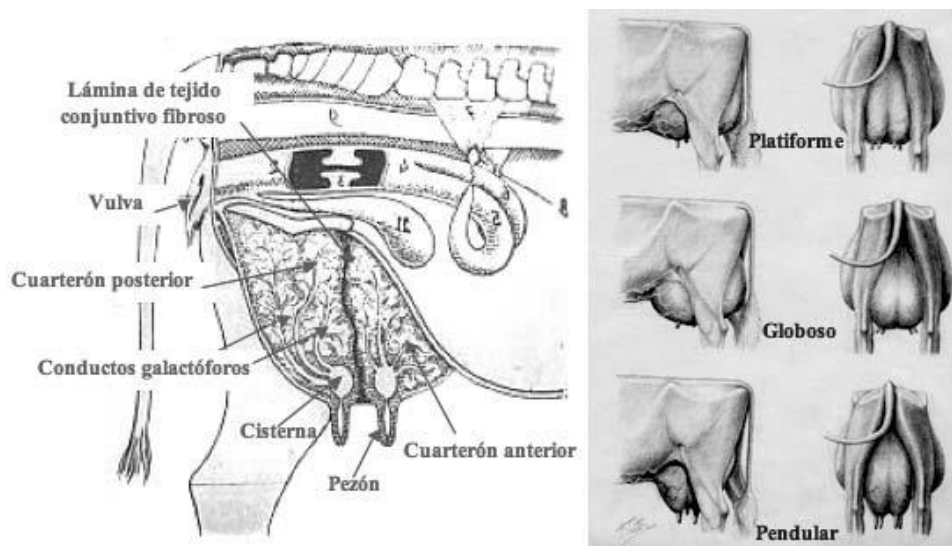 Lámina de tejido
conjuntivo fibroso
Vulva
Cuarterón posterior
Conductos galactóforos
Cisterna
Pezón
Cuarterón anterior
Platiforme
Globoso
Pendular